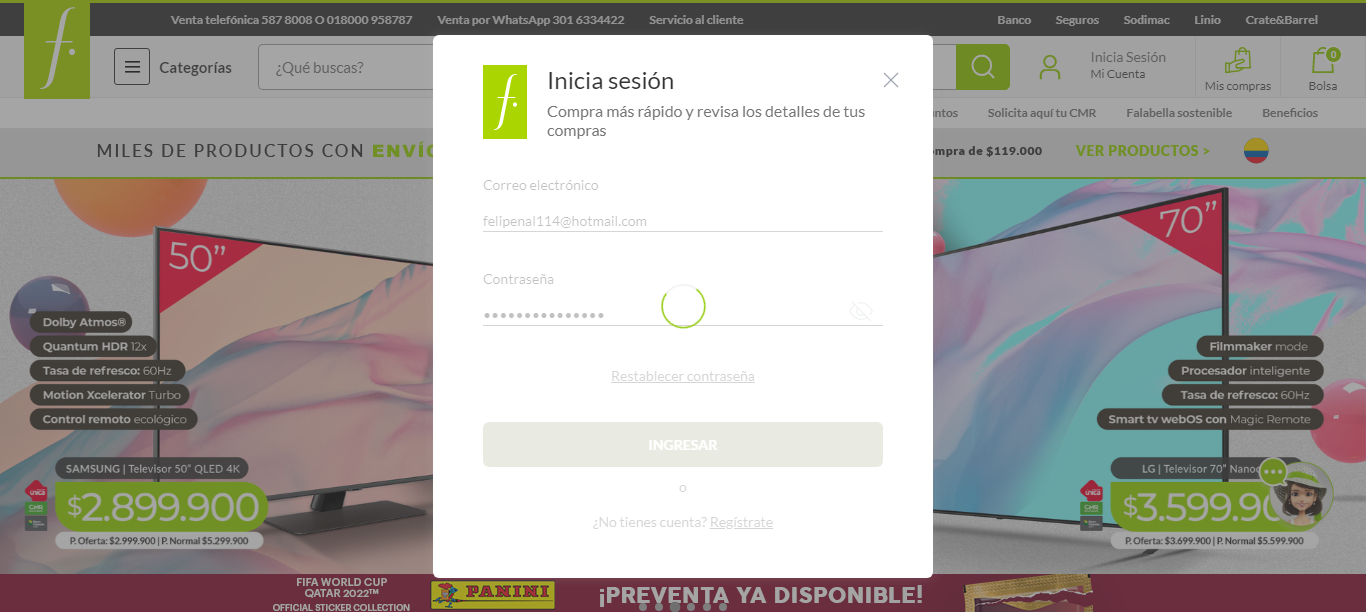 Venta telefónica 587 8008 O 018000 958787
Venta por WhatsApp 301 6334422
Servicio al cliente
Banco
Seguros
Sodimac
Linio
Crate&Barrel
f.
Categorías
¿Qué buscas?
Inicia Sesión
Mi Cuenta
Mis compras
0
Bolsa
Solicita aquí tu CMR
Falabella sostenible
Beneficios
MILES DE PRODUCTOS CON
de $119.000
VER PRODUCTOS >
f.
Inicia sesión
Compra más rápido y revisa los detalles de tus
compras
Correo electrónico
felipenal114@hotmail.com
Contraseña
•••••••••••••••
Restablecer contraseña
INGRESAR
o
¿No tienes cuenta? Regístrate
50”
Dolby Atmos®
Quantum HDR 12x
Tasa de refresco: 60Hz
Motion Xcelerator Turbo
Control remoto ecológico
SAMSUNG | Televisor 50” QLED 4K
única
CMR
$2.899.900
P. Oferta: $2.999.900 | P. Normal $5.299.900
70”
Filmmaker mode
Procesador inteligente
Tasa de refresco: 60Hz
Smart tv webOS con Magic Remote
LG | Televisor 70”
única
CMR
P. Oferta: $3.699.900 | P. Normal $5.599.900
FIFA WORLD CUP
QATAR 2022™
OFFICIAL STICKER COLLECTION
PANINI
¡PREVENTA YA DISPONIBLE!